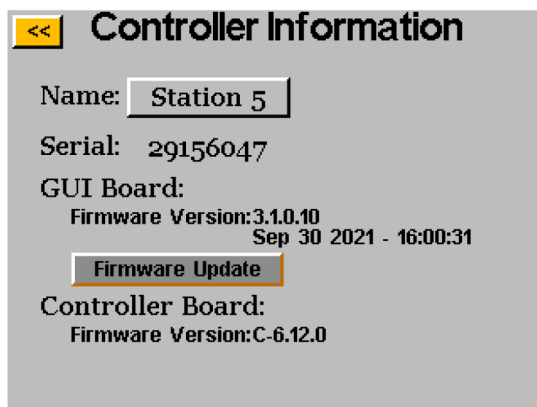 << Controller Information
Name: Station 5
Serial: 29156047
GUI Board:
Firmware Version:3.1.0.10
Sep 30 2021 - 16:00:31
Firmware Update
Controller Board:
Firmware Version:C-6.12.0